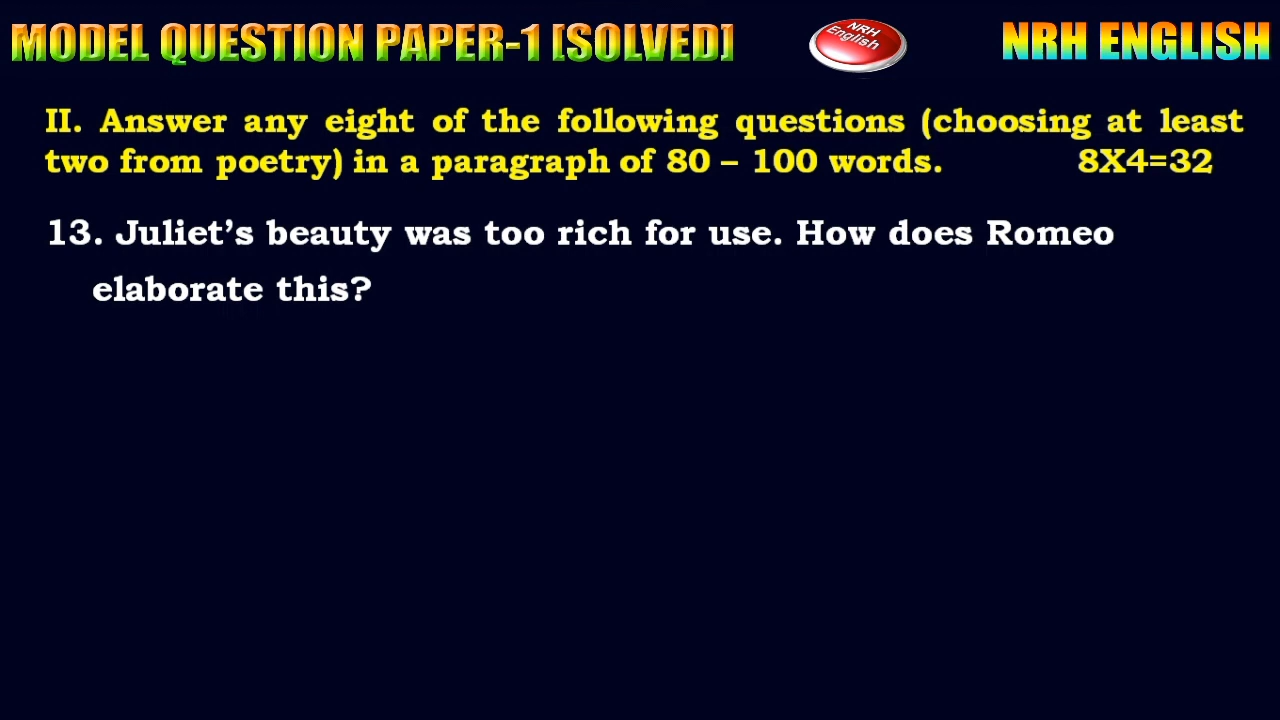 MODEL QUESTION PAPER-1 [SOLVED]
NRH
English
NRH ENGLISH
II. Answer any eight of the following questions (choosing at least
two from poetry) in a paragraph of 80 – 100 words. 8X4=32
13. Juliet’s beauty was too rich for use. How does Romeo
elaborate this?